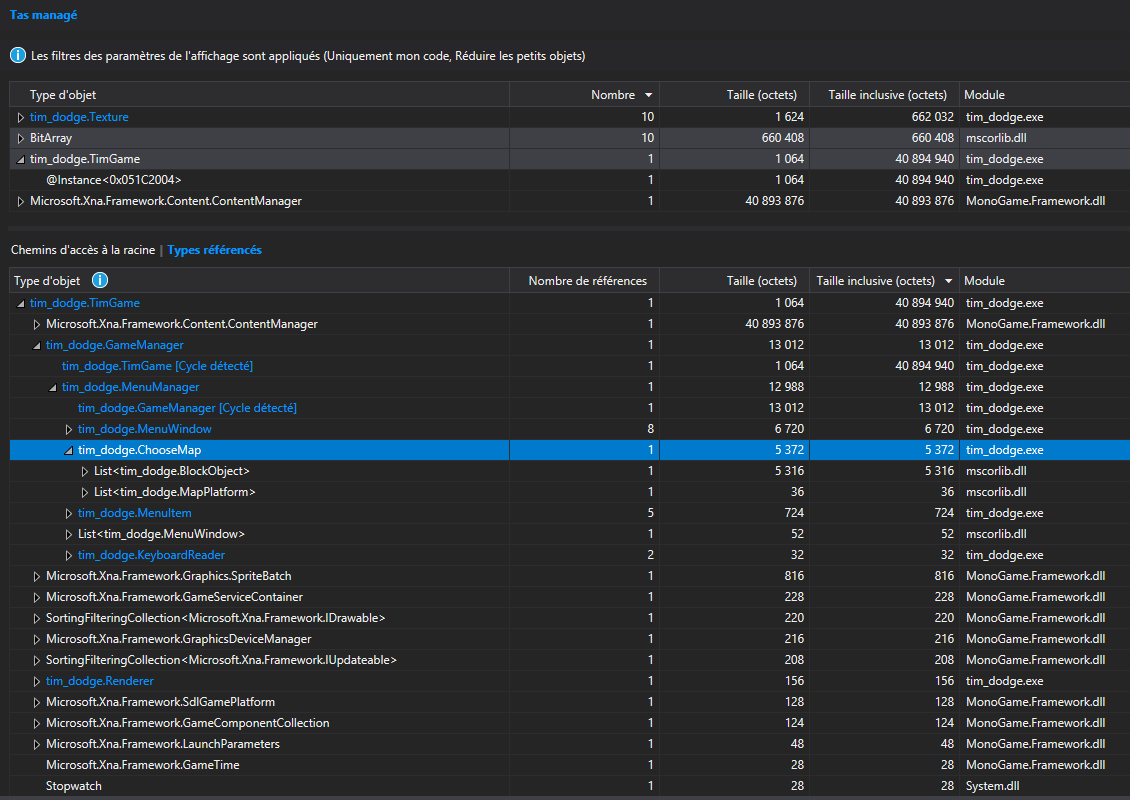 Tas managé
Les filtres des paramètres de l'affichage sont appliqués (Uniquement mon code, Réduire les petits objets)
Type d'objet Nombre Taille (octets) Taille inclusive (octets) Module
tim_dodge.Texture 10 1 624 662 032 tim_dodge.exe
BitArray 10 660 408 660 408 mscorlib.dll
tim_dodge.TimGame 1 1 064 40 894 940 tim_dodge.exe
@Instance<0x051C2004> 1 1 064 40 894 940 tim_dodge.exe
Microsoft.Xna.Framework.Content.ContentManager 1 40 893 876 40 893 876 MonoGame.Framework.dll
Chemins d'accès à la racine | Types référencés
Type d'objet Nombre de références Taille (octets) Taille inclusive (octets) Module
tim_dodge.TimGame 1 1 064 40 894 940 tim_dodge.exe
Microsoft.Xna.Framework.Content.ContentManager 1 40 893 876 40 893 876 MonoGame.Framework.dll
tim_dodge.GameManager 1 13 012 13 012 tim_dodge.exe
tim_dodge.TimGame [Cycle détecté] 1 1 064 40 894 940 tim_dodge.exe
tim_dodge.MenuManager 1 12 988 12 988 tim_dodge.exe
tim_dodge.GameManager [Cycle détecté] 1 13 012 13 012 tim_dodge.exe
tim_dodge.MenuWindow 8 6 720 6 720 tim_dodge.exe
tim_dodge.ChooseMap 1 5 372 5 372 tim_dodge.exe
List<tim_dodge.BlockObject> 1 5 316 5 316 mscorlib.dll
List<tim_dodge.MapPlatform> 1 36 36 mscorlib.dll
tim_dodge.MenuItem 5 724 724 tim_dodge.exe
List<tim_dodge.MenuWindow> 1 52 52 mscorlib.dll
tim_dodge.KeyboardReader 2 32 32 tim_dodge.exe
Microsoft.Xna.Framework.Graphics.SpriteBatch 1 816 816 MonoGame.Framework.dll
Microsoft.Xna.Framework.GameServiceContainer 1 228 228 MonoGame.Framework.dll
SortingFilteringCollection<Microsoft.Xna.Framework.IDrawable> 1 220 220 MonoGame.Framework.dll
Microsoft.Xna.Framework.GraphicsDeviceManager 1 216 216 MonoGame.Framework.dll
SortingFilteringCollection<Microsoft.Xna.Framework.IUpdateable> 1 208 208 MonoGame.Framework.dll
tim_dodge.Renderer 1 156 156 tim_dodge.exe
Microsoft.Xna.Framework.SdlGamePlatform 1 128 128 MonoGame.Framework.dll
Microsoft.Xna.Framework.GameComponentCollection 1 124 124 MonoGame.Framework.dll
Microsoft.Xna.Framework.LaunchParameters 1 48 48 MonoGame.Framework.dll
Microsoft.Xna.Framework.GameTime 1 28 28 MonoGame.Framework.dll
Stopwatch 1 28 28 System.dll